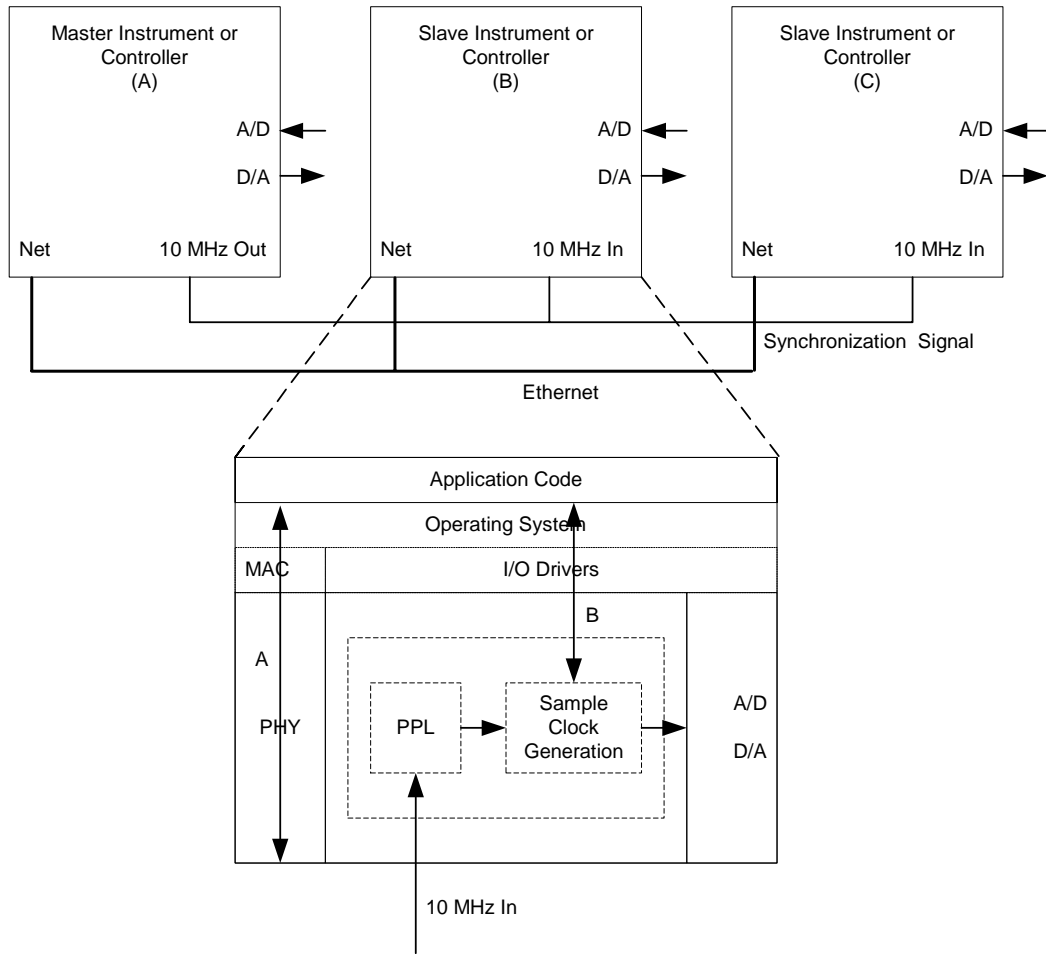 Master Instrument or
Controller
(A)
A/D
D/A
Net
10 MHz Out
Slave Instrument or
Controller
(B)
A/D
D/A
Net
10 MHz In
Slave Instrument or
Controller
(C)
A/D
D/A
Net
10 MHz In
Synchronization Signal
Ethernet
Application Code
Operating System
MAC
I/O Drivers
A
B
PHY
PPL
Sample
Clock
Generation
A/D
D/A
10 MHz In